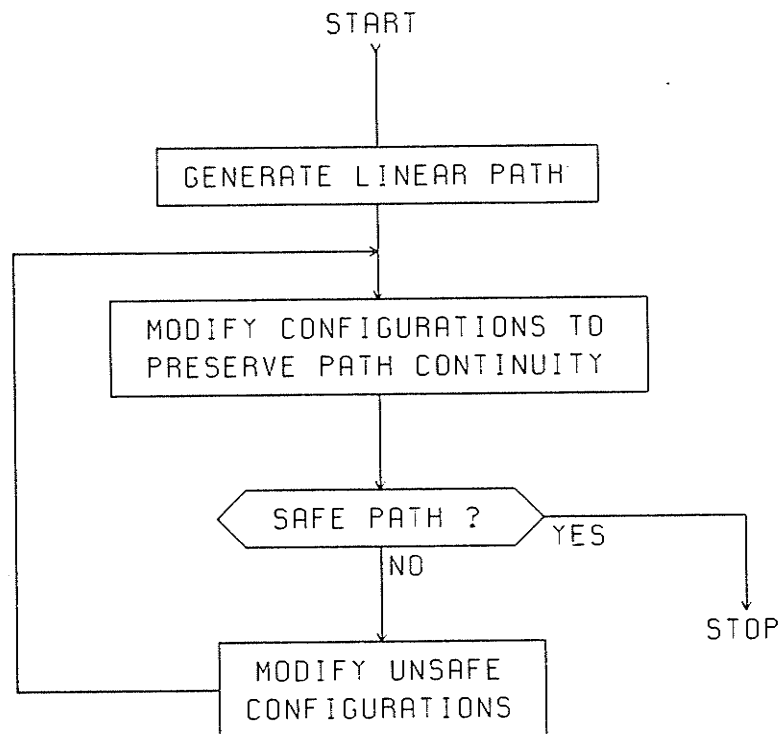 START
GENERATE LINEAR PATH
MODIFY CONFIGURATIONS TO
PRESERVE PATH CONTINUITY
SAFE PATH ?
YES
NO
STOP
MODIFY UNSAFE
CONFIGURATIONS